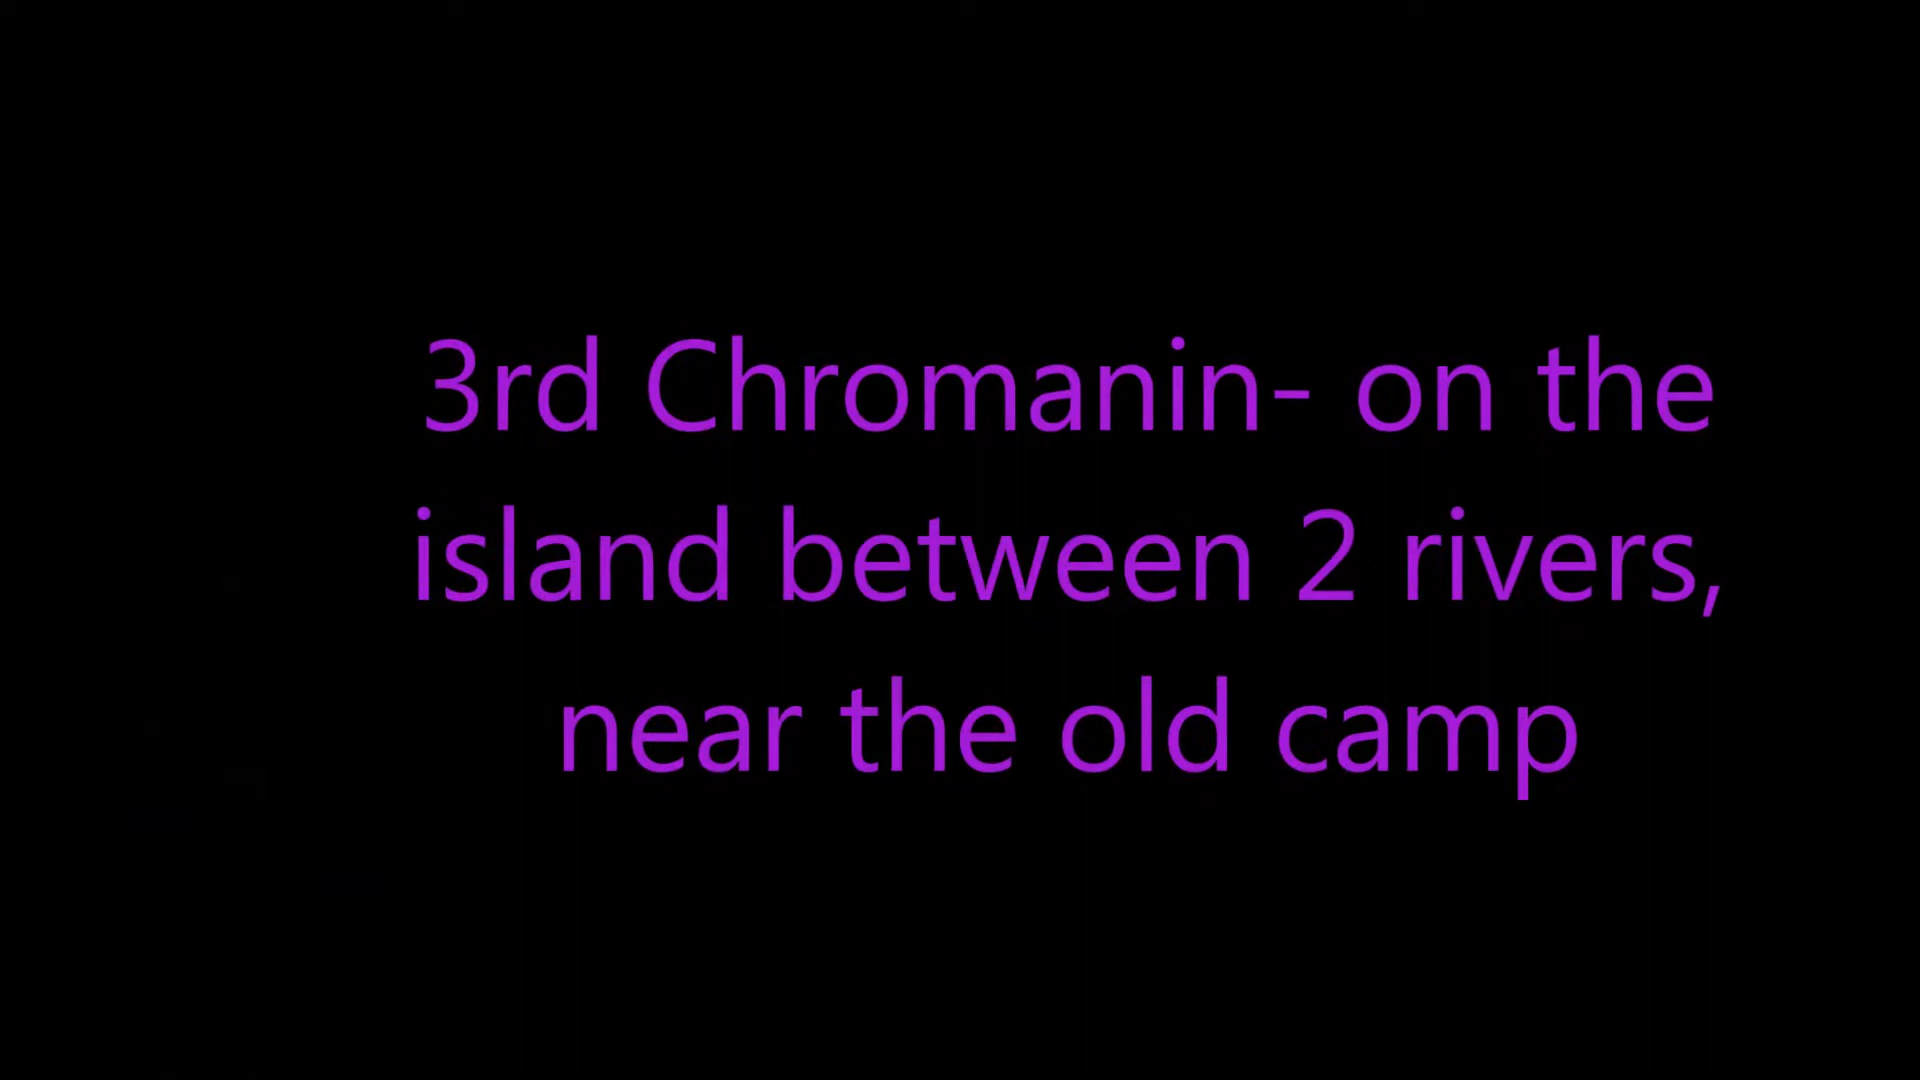 3rd Chromanin- on the
island between 2 rivers,
near the old camp